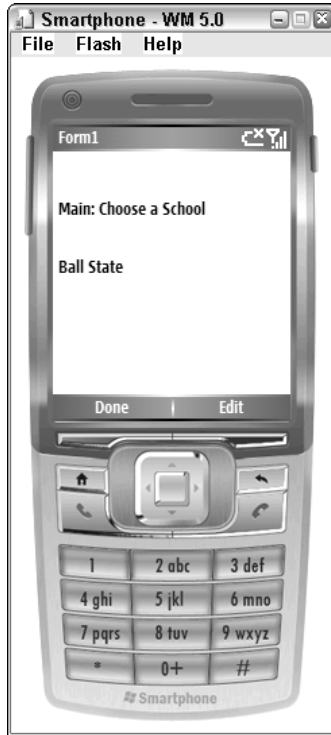 Smartphone - WM 5.0
File Flash Help
Form1
Main: Choose a School
Ball State
Done Edit
1 2 abc 3 def
4 ghi 5 jkl 6 mno
7 pqrs 8 tuv 9 wxyz
* 0+ #
Smartphone